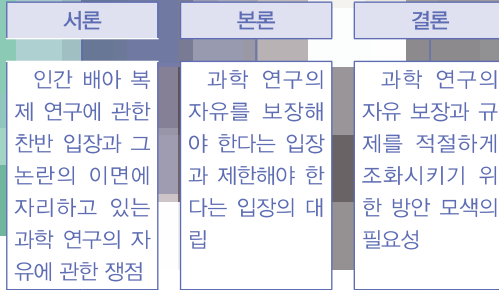 서론
인간 배아 복
제 연구에 관한
찬반 입장과 그
논란의 이면에
자리하고 있는
과학 연구의 자
유에 관한 쟁점
본론
과학 연구의
자유를 보장해
야 한다는 입장
과 제한해야 한
다는 입장의 대
립
결론
과학 연구의
자유 보장과 규
제를 적절하게
조화시키기 위
한 방안 모색의
필요성